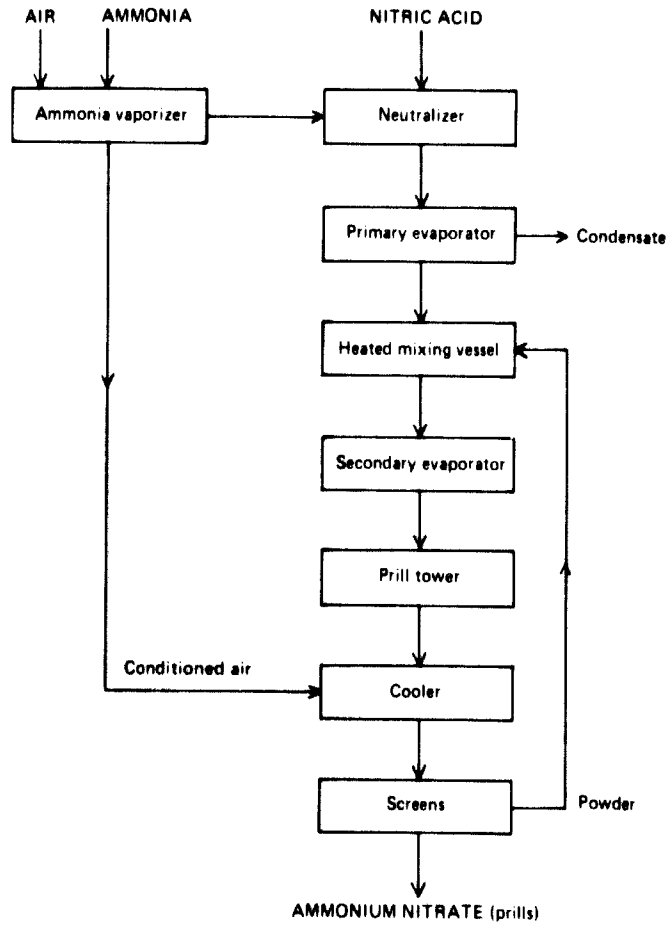 AIR
AMMONIA
NITRIC ACID
Ammonia vaporizer
Neutralizer
Primary evaporator
Condensate
Heated mixing vessel
Secondary evaporator
Prill tower
Conditioned air
Cooler
Screens
Powder
AMMONIUM NITRATE (prills)